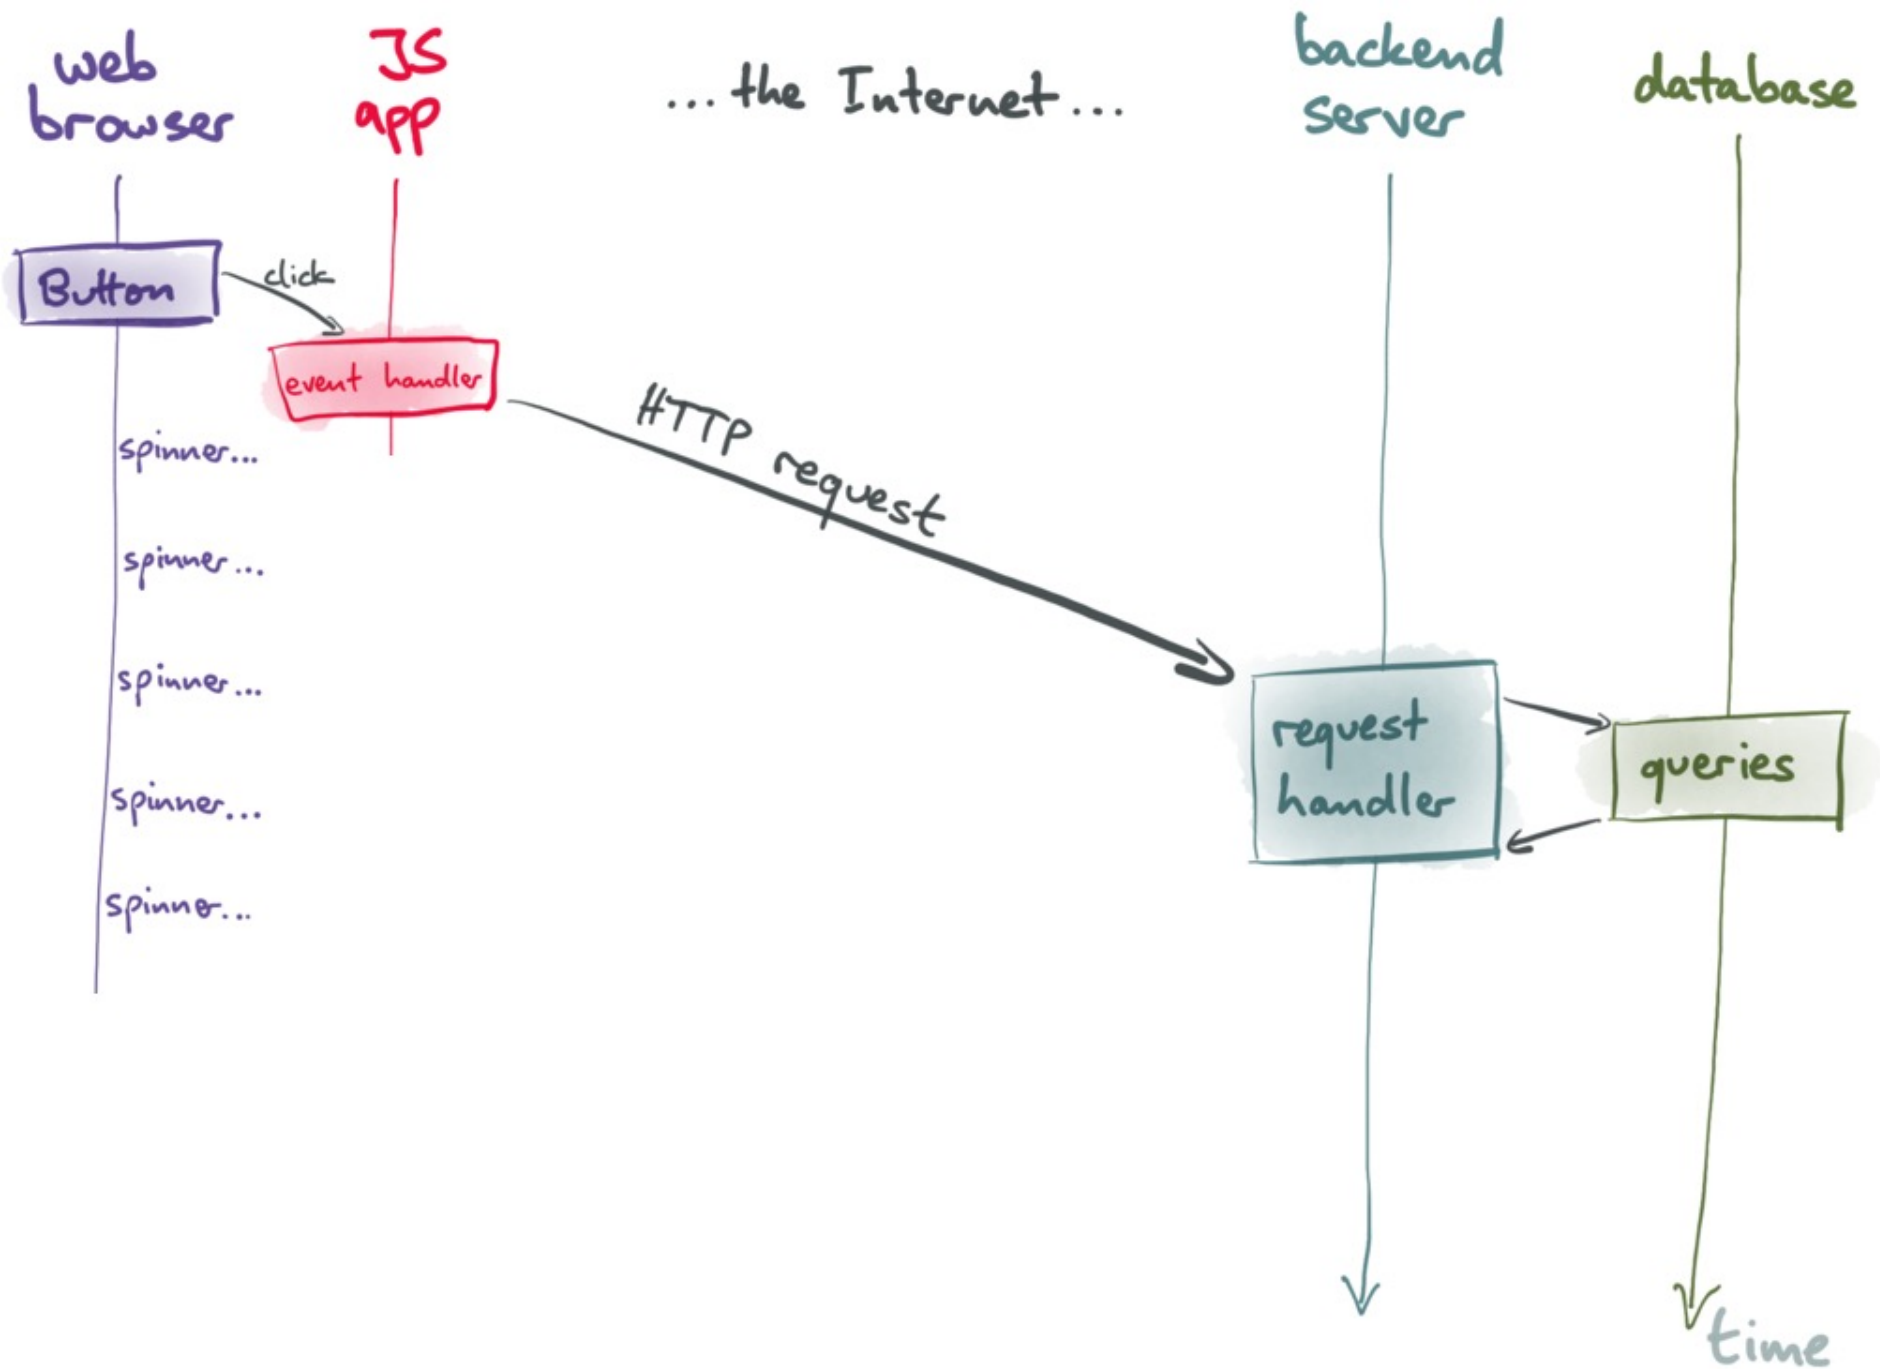 web
browser
JS
app
...the Internet...
backend
server
database
Button
click
event handler
HTTP request
spinner...
spinner...
spinner...
spinner...
spinner...
request
handler
queries
time